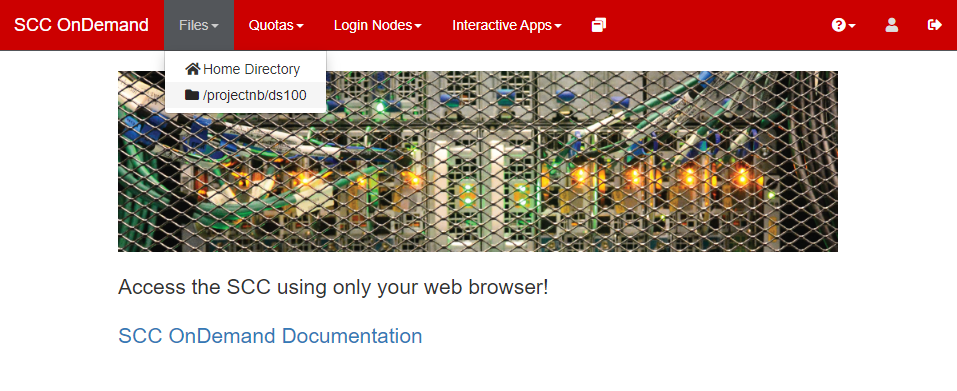 SCC OnDemand Files Quotas Login Nodes Interactive Apps
Home Directory
/projectnb/ds100
Access the SCC using only your web browser!
SCC OnDemand Documentation